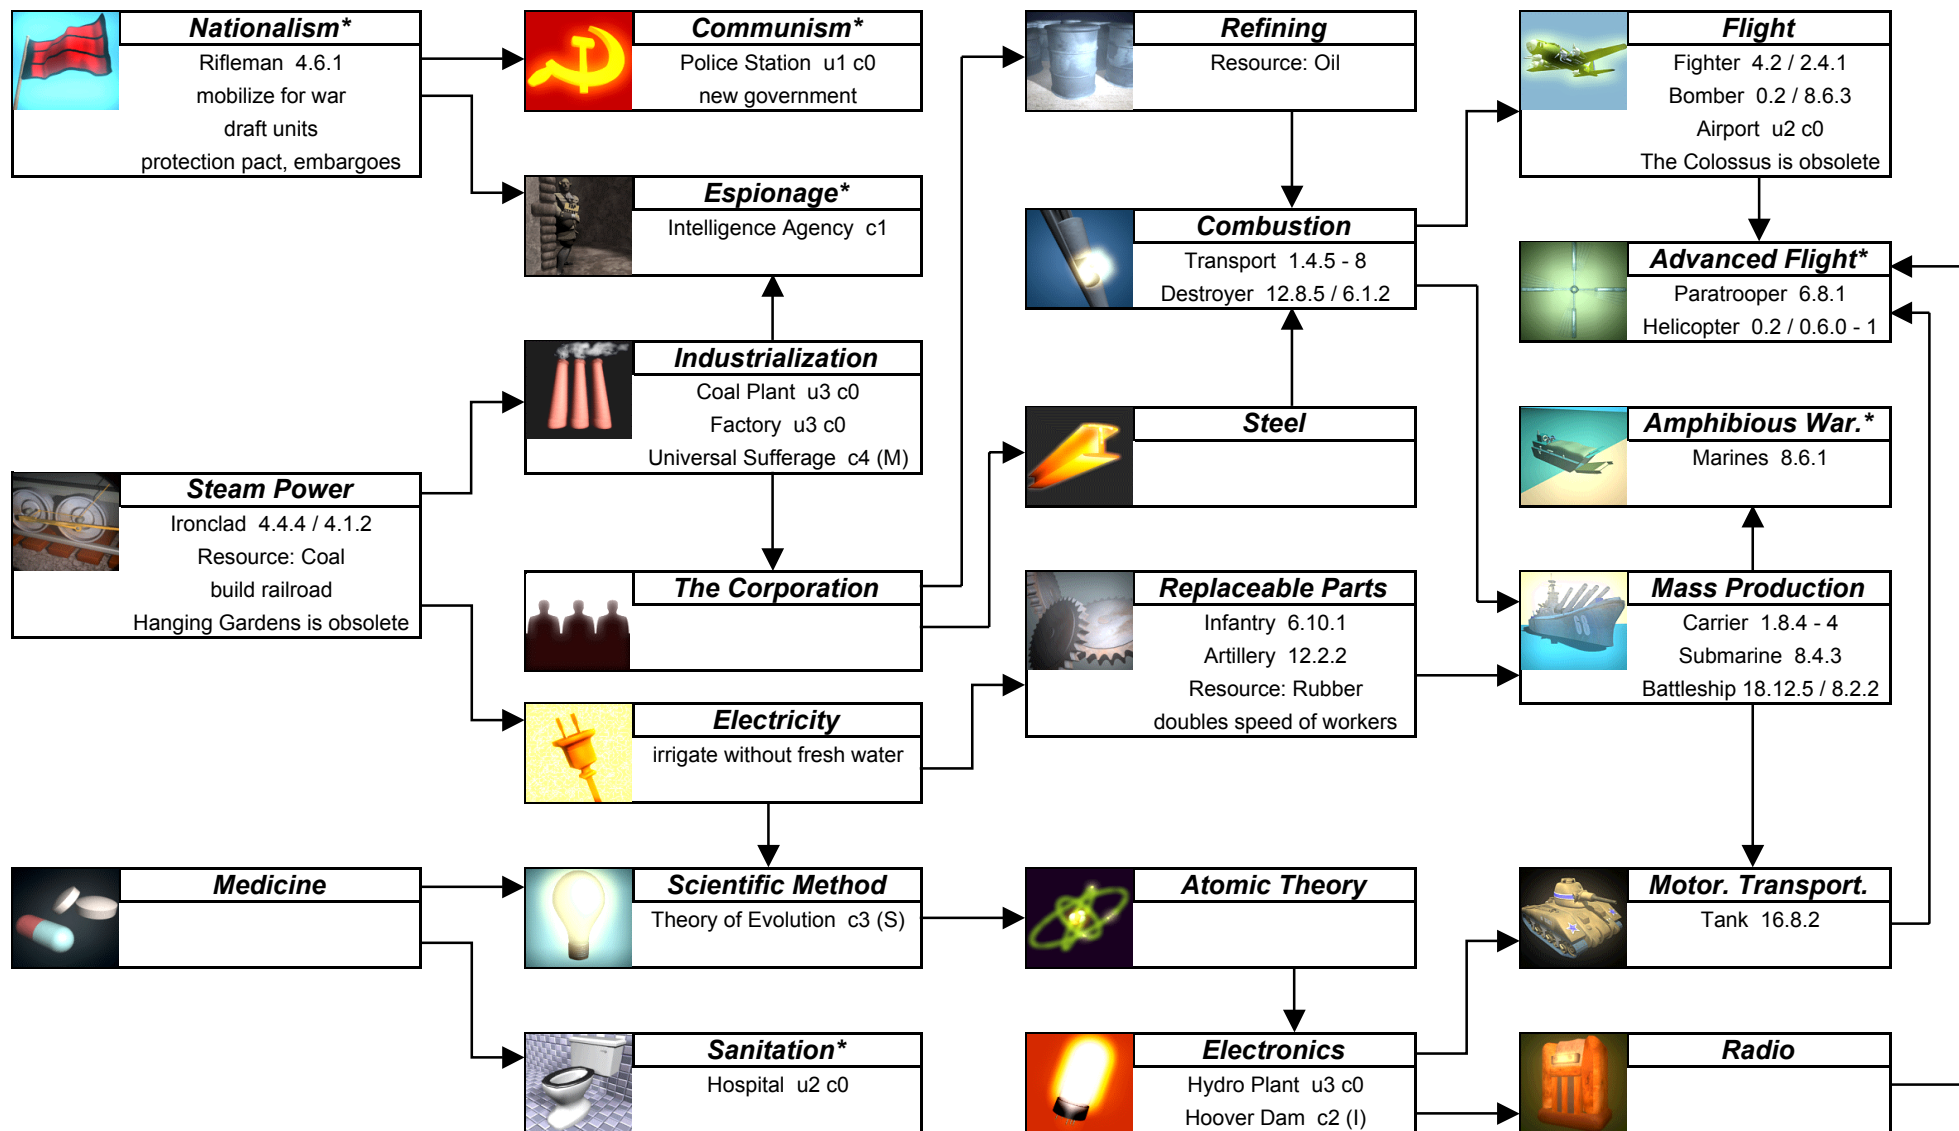 Nationalism*
Rifleman 4.6.1
mobilize for war
draft units
protection pact, embargoes
Steam Power
Ironclad 4.4.4 / 4.1.2
Resource: Coal
build railroad
Hanging Gardens is obsolete
Medicine
Communism*
Police Station u1 c0
new government
Espionage*
Intelligence Agency c1
Industrialization
Coal Plant u3 c0
Factory u3 c0
Universal Sufferage c4 (M)
The Corporation
Electricity
irrigate without fresh water
Scientific Method
Theory of Evolution c3 (S)
Sanitation*
Hospital u2 c0
Refining
Resource: Oil
Combustion
Transport 1.4.5 - 8
Destroyer 12.8.5 / 6.1.2
Steel
Replaceable Parts
Infantry 6.10.1
Artillery 12.2.2
Resource: Rubber
doubles speed of workers
Atomic Theory
Electronics
Hydro Plant u3 c0
Hoover Dam c2 (I)
Flight
Fighter 4.2 / 2.4.1
Bomber 0.2 / 8.6.3
Airport u2 c0
The Colossus is obsolete
Advanced Flight*
Paratrooper 6.8.1
Helicopter 0.2 / 0.6.0 - 1
Amphibious War.*
Marines 8.6.1
Mass Production
Carrier 1.8.4 - 4
Submarine 8.4.3
Battleship 18.12.5 / 8.2.2
Motor. Transport.
Tank 16.8.2
Radio